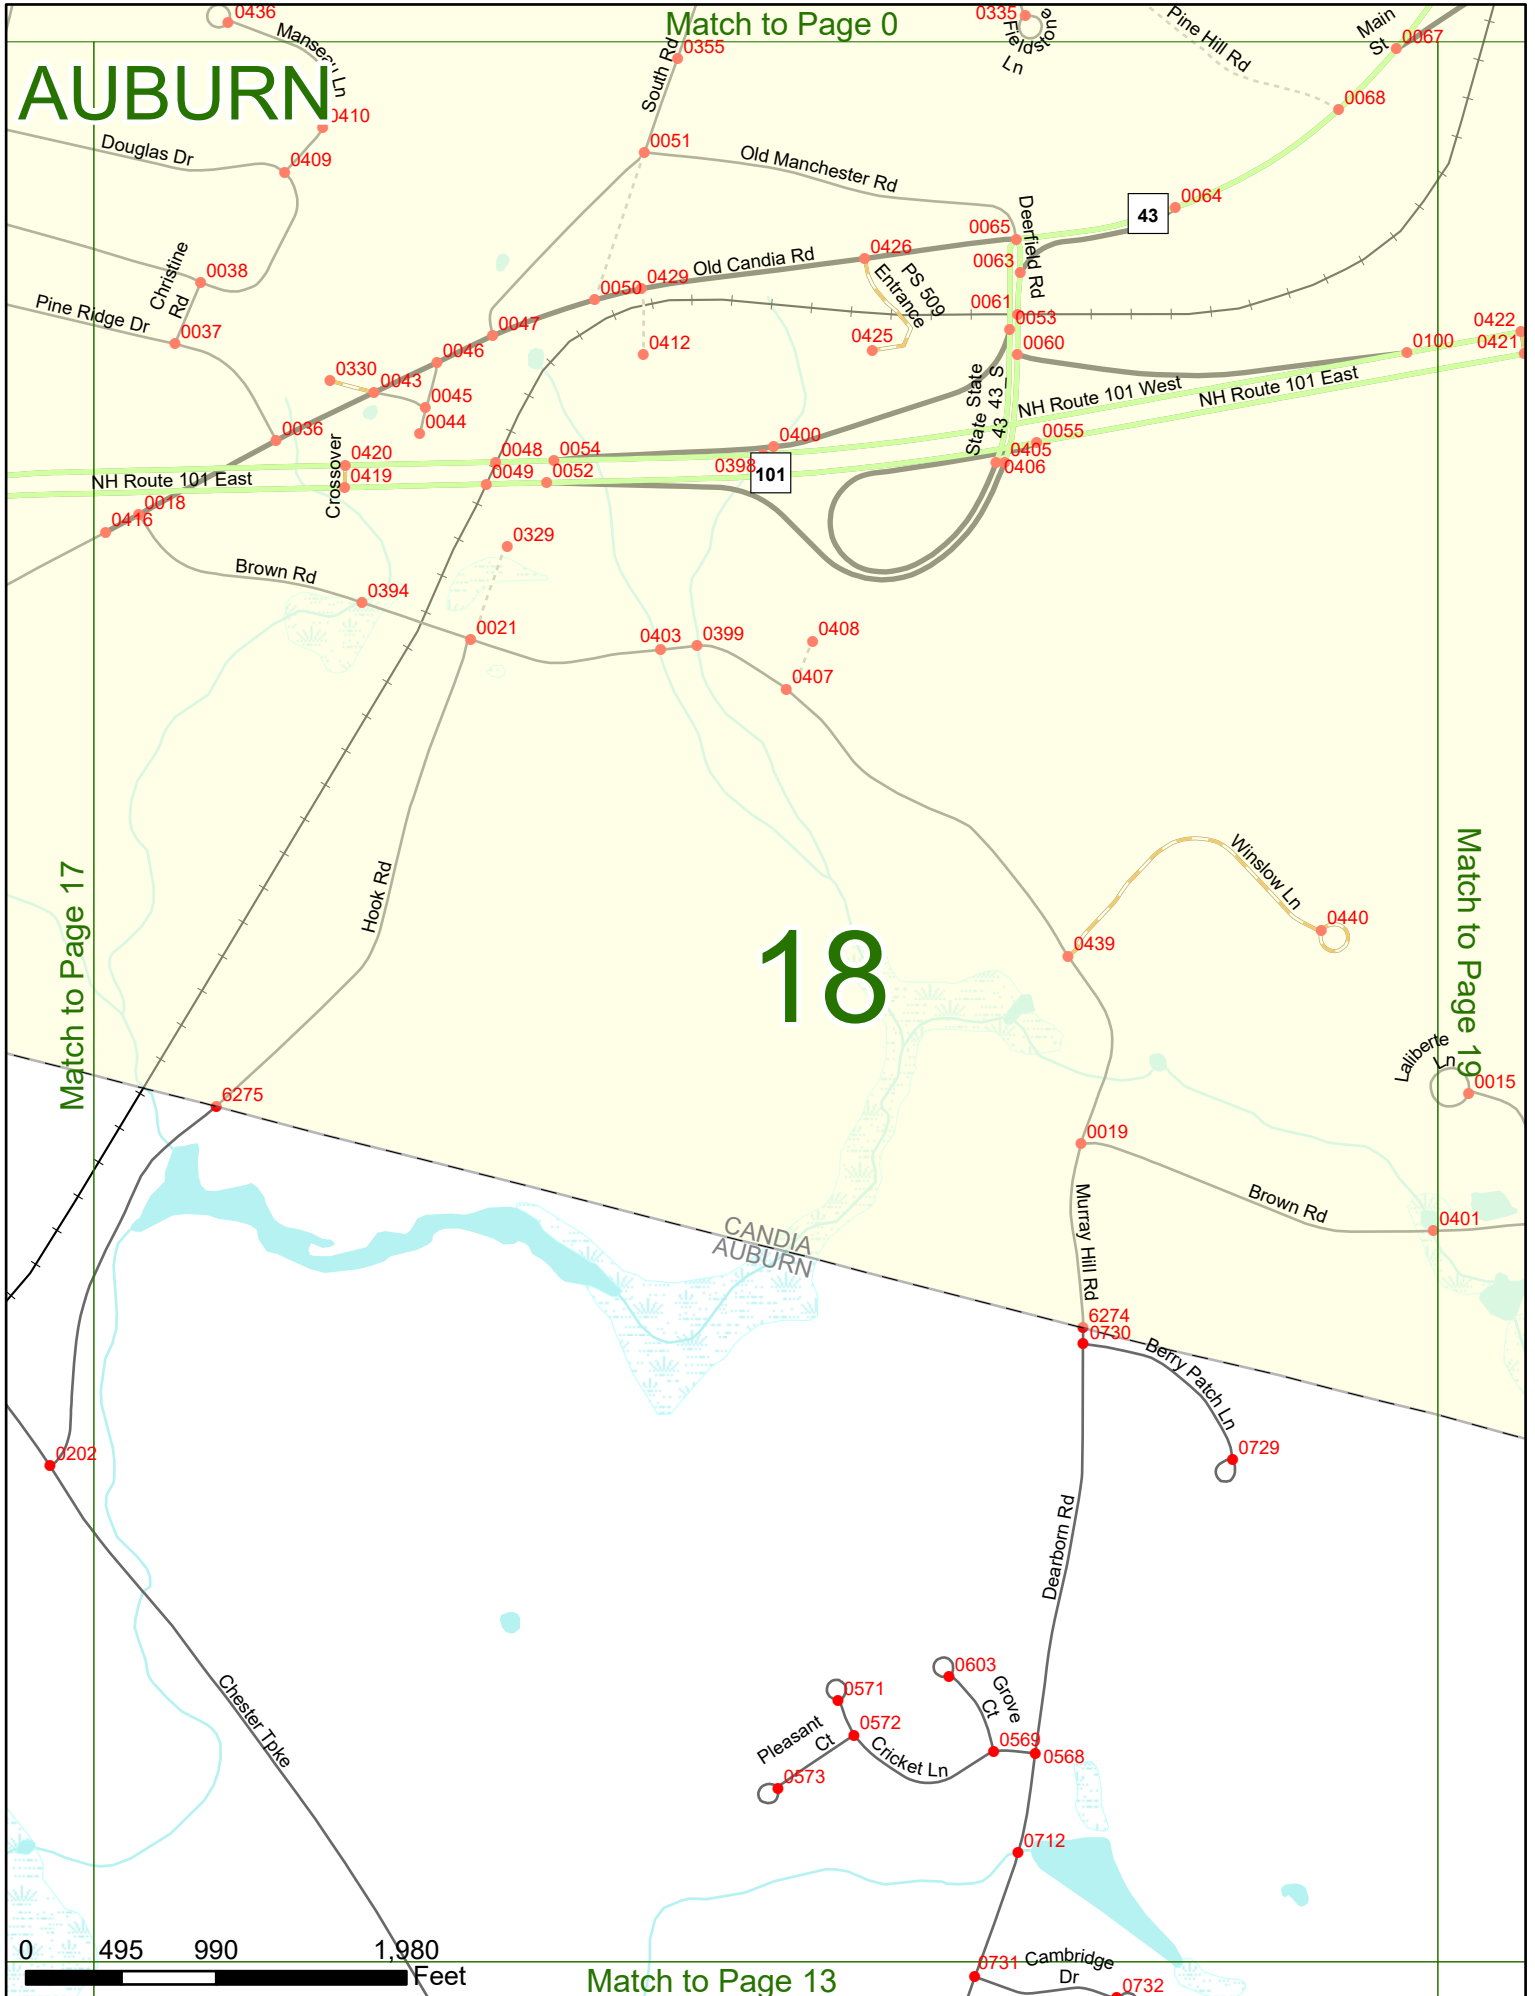 Match to Page 0
AUBURN
0436
Mansey Ln
0335
Fieldstone
Ln
Pine Hill Rd
Main
St
0067
0355
South Rd
0068
0410
Douglas Dr
0409
0051
Old Manchester Rd
43
0064
0065
Deerfield Rd
0063
Christine
Rd
0038
0426
Old Candia Rd
0429
0050
PS 509
Entrance
0061
0053
Pine Ridge Dr
0037
0047
0425
0060
0422
0421
0100
0412
0046
0330
0043
0045
0044
State State
43 43_S
NH Route 101 West
NH Route 101 East
0036
0400
0055
0405
0406
0420
0048
0054
0398
101
Crossover
NH Route 101 East
0419
0049
0052
0018
0416
0329
Brown Rd
0394
0021
0403
0399
0408
0407
Winslow Ln
0440
0439
Hook Rd
18
Match to Page 17
Match to Page 19
Laliberte
Ln
0015
6275
0019
Murray Hill Rd
Brown Rd
0401
CANDIA
AUBURN
6274
0730
Berry Patch Ln
0729
0202
Dearborn Rd
0603
Grove
Ct
0571
0572
Pleasant
Ct
Cricket Ln
0569
0568
0573
Chester Tpke
0712
0731
Cambridge
Dr
0732
0 495 990 1,980
Feet
Match to Page 13